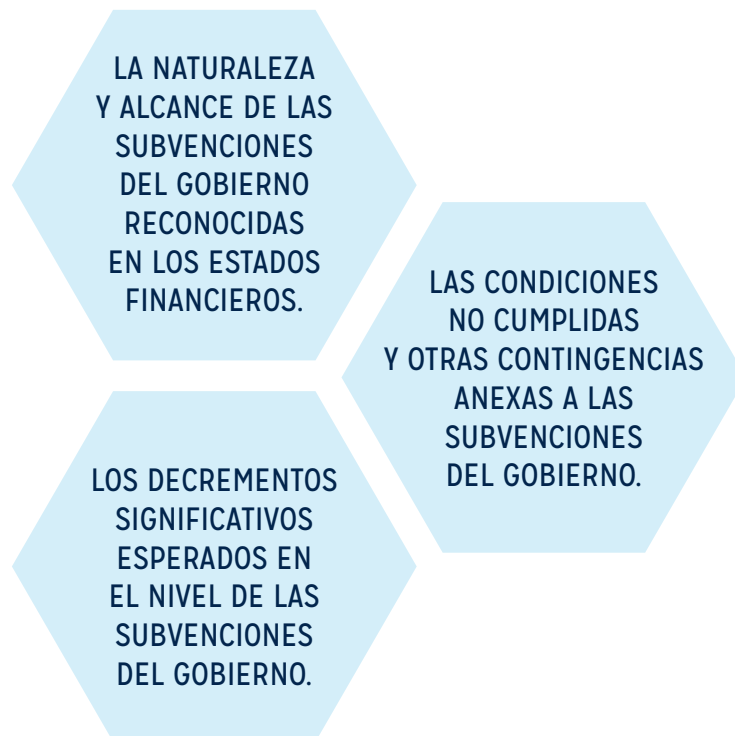 LA NATURALEZA
Y ALCANCE DE LAS
SUBVENCIONES
DEL GOBIERNO
RECONOCIDAS
EN LOS ESTADOS
FINANCIEROS.
LAS CONDICIONES
NO CUMPLIDAS
Y OTRAS CONTINGENCIAS
ANEXAS A LAS
SUBVENCIONES
DEL GOBIERNO.
LOS DECREMENTOS
SIGNIFICATIVOS
ESPERADOS EN
EL NIVEL DE LAS
SUBVENCIONES
DEL GOBIERNO.